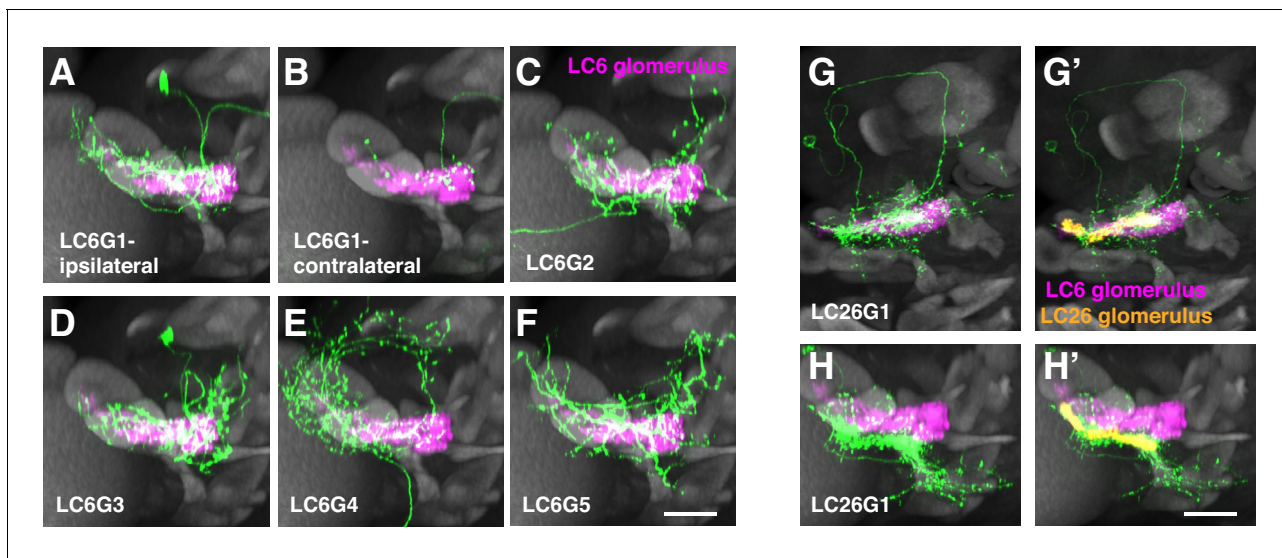 A
LC6G1-
ipsilateral
B
LC6G1-
contralateral
C
LC6 glomerulus
LC6G2
D
LC6G3
E
LC6G4
F
LC6G5
G
LC26G1
G'
LC6 glomerulus
LC26 glomerulus
H
LC26G1
H'